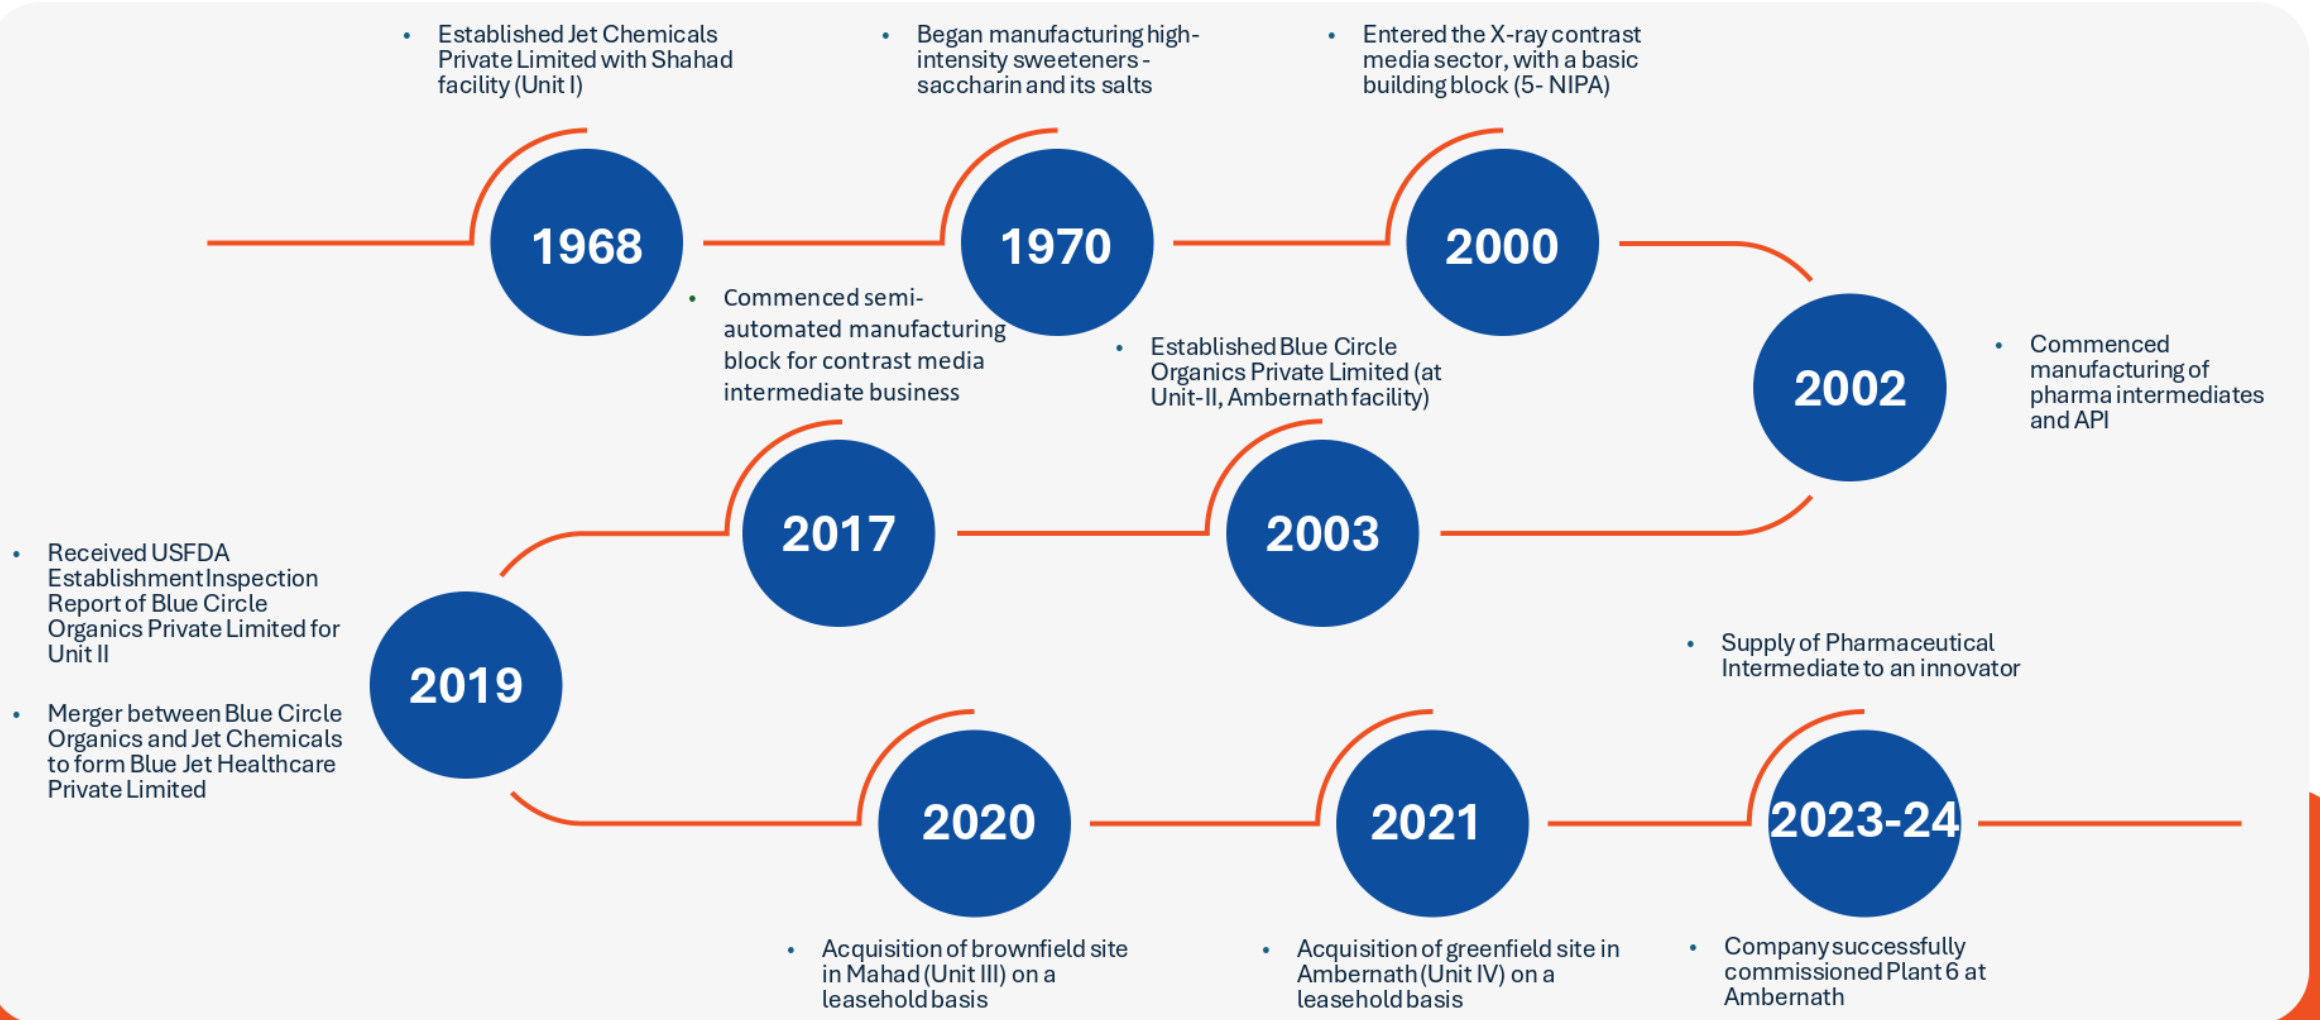 • Established Jet Chemicals
Private Limited with Shahad
facility (Unit I)
1968
• Began manufacturing high-
intensity sweeteners -
saccharin and its salts
1970
• Entered the X-ray contrast
media sector, with a basic
building block (5- NIPA)
2000
2002
• Commenced
manufacturing of
pharma intermediates
and API
• Established Blue Circle
Organics Private Limited (at
Unit-II, Ambernath facility)
2003
• Commenced semi-
automated manufacturing
block for contrast media
intermediate business
2017
• Received USFDA
Establishment Inspection
Report of Blue Circle
Organics Private Limited for
Unit II
• Merger between Blue Circle
Organics and Jet Chemicals
to form Blue Jet Healthcare
Private Limited
2019
2020
• Acquisition of brownfield site
in Mahad (Unit III) on a
leasehold basis
2021
• Acquisition of greenfield site in
Ambernath (Unit IV) on a
leasehold basis
• Supply of Pharmaceutical
Intermediate to an innovator
2023-24
• Company successfully
commissioned Plant 6 at
Ambernath